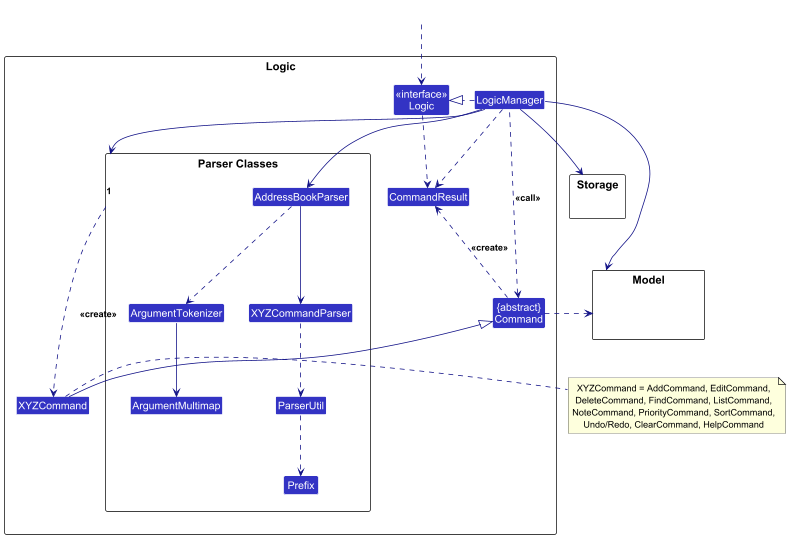 Logic
«interface»
Logic
LogicManager
Parser Classes
1
AddressBookParser
CommandResult
Storage
«call»
«create»
Model
«create»
ArgumentTokenizer
XYZCommandParser
{abstract}
Command
XYZCommand
ArgumentMultimap
ParserUtil
XYZCommand = AddCommand, EditCommand,
DeleteCommand, FindCommand, ListCommand,
NoteCommand, PriorityCommand, SortCommand,
Undo/Redo, ClearCommand, HelpCommand
Prefix